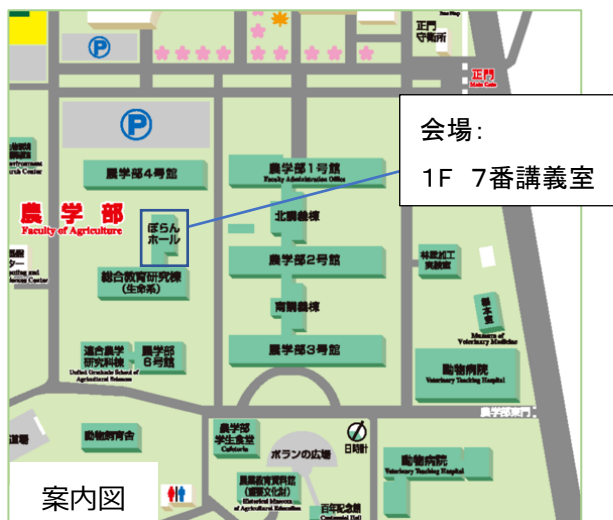 正門
守衛所
正門
Main Gate
会場：
1F 7番講義室
農学部4号館
農学部1号館
Faculty Administration Office
北講義棟
農学部
Faculty of Agriculture
ぽらん
ホール
農学部2号館
林産加工
実験室
総合教育研究棟
(生命系)
南講義棟
標本室
Museum of
Veterinary Medicine
連合農学
研究科棟
United Graduate School of
Agricultural Sciences
農学部
6号館
農学部3号館
動物病院
Veterinary Teaching Hospital
農学部東門
道場
動物飼育舎
農学部
学生食堂
Cafeteria
ポランの広場
日時計
動物病院
Veterinary Teaching Hospital
農業教育資料館
(重要文化財)
Historical Museum
of Agricultural Education
百年記念館
Centennial Hall
案内図